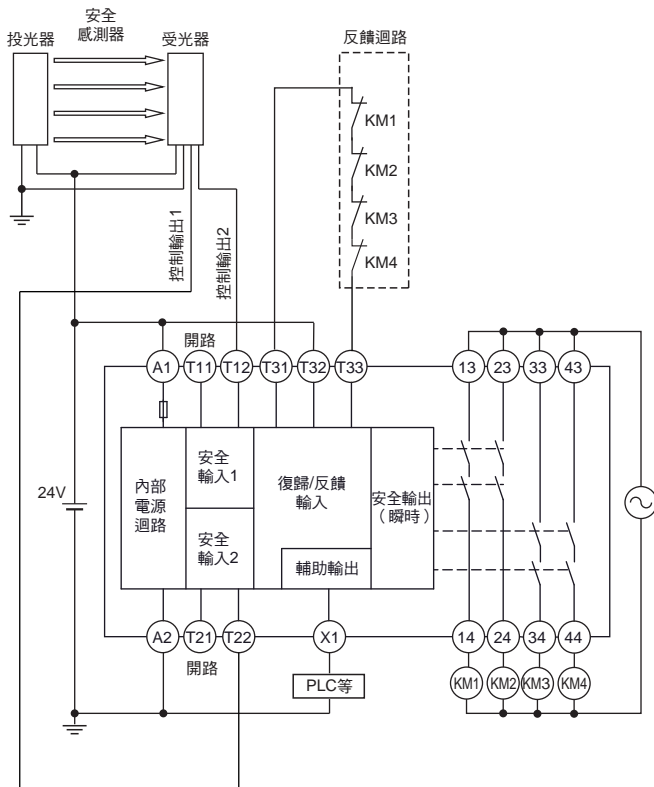 安全
感測器
投光器
受光器
反饋迴路
KM1
KM2
KM3
KM4
控制輸出1
控制輸出2
開路
A1
T11
T12
T31
T32
T33
13
23
33
43
24V
內部
電源
迴路
安全
輸入1
安全
輸入2
復歸/反饋
輸入
輔助輸出
安全輸出
（瞬時）
A2
T21
T22
X1
14
24
34
44
開路
PLC等
KM1
KM2
KM3
KM4